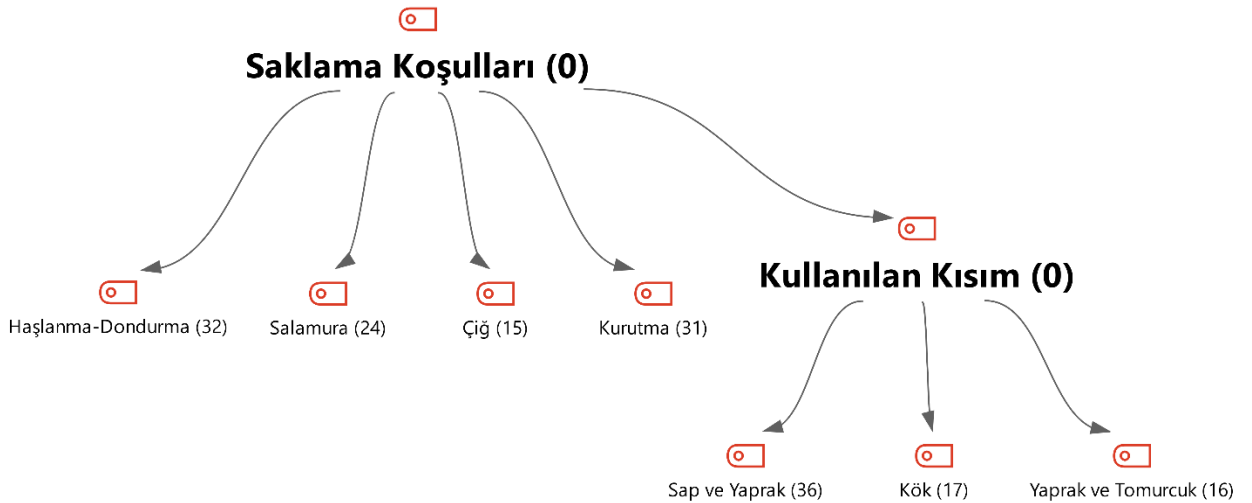 Saklama Koşulları (0)
Haşlanma-Dondurma (32)
Salamura (24)
Çiğ (15)
Kurutma (31)
Kullanılan Kısım (0)
Sap ve Yaprak (36)
Kök (17)
Yaprak ve Tomurcuk (16)